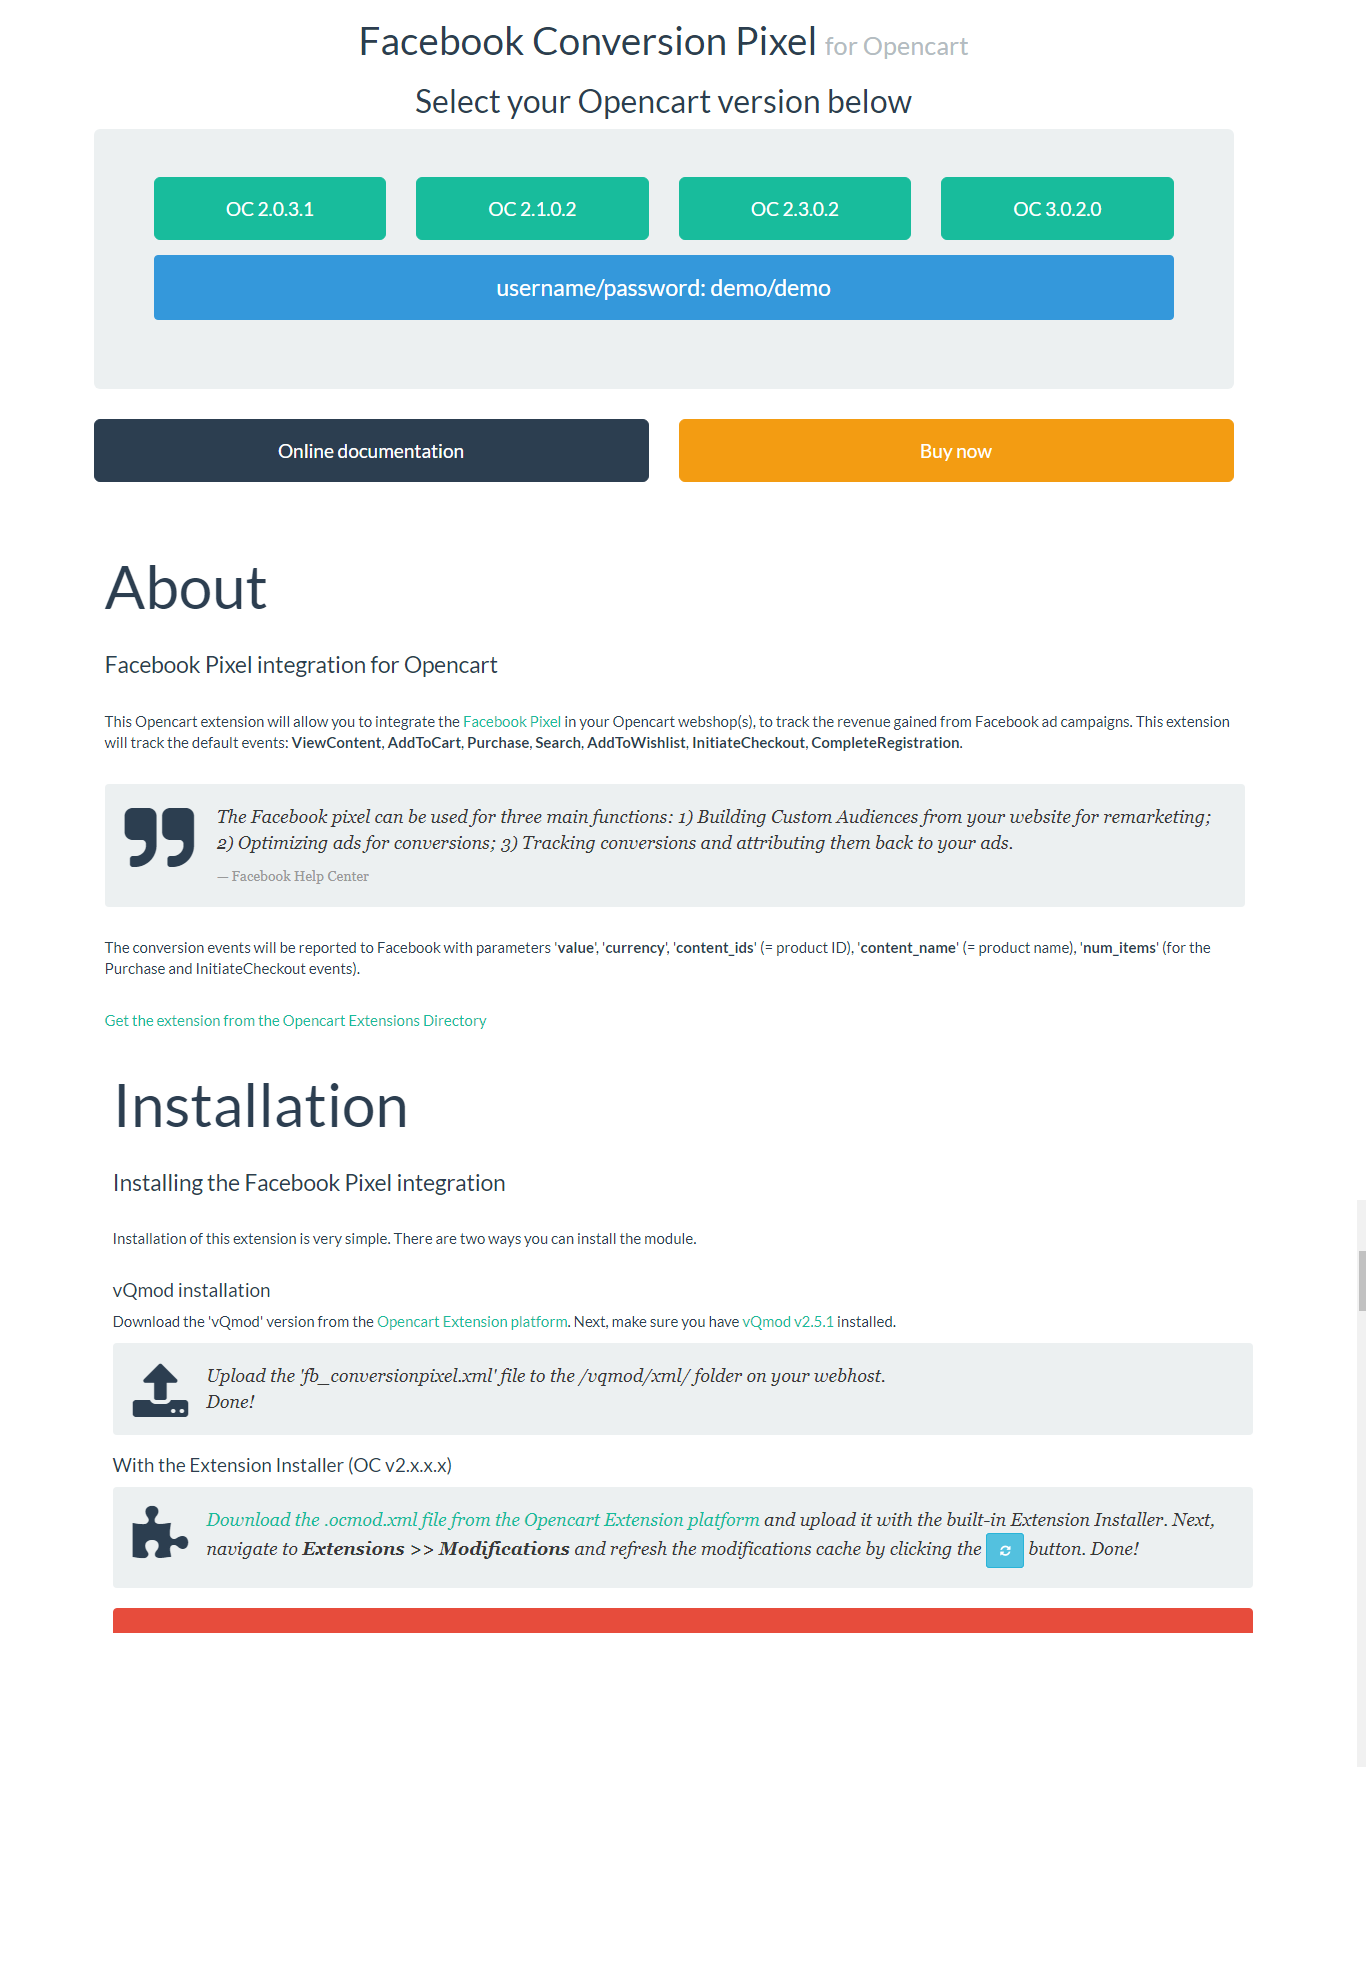 Facebook Conversion Pixel for Opencart
Select your Opencart version below
OC 2.0.3.1
OC 2.1.0.2
OC 2.3.0.2
OC 3.0.2.0
username/password: demo/demo
Online documentation
Buy now
About
Facebook Pixel integration for Opencart
This Opencart extension will allow you to integrate the Facebook Pixel in your Opencart webshop(s), to track the revenue gained from Facebook ad campaigns. This extension
will track the default events: ViewContent, AddToCart, Purchase, Search, AddToWishlist, InitiateCheckout, CompleteRegistration.
The Facebook pixel can be used for three main functions: 1) Building Custom Audiences from your website for remarketing;
2) Optimizing ads for conversions; 3) Tracking conversions and attributing them back to your ads.
— Facebook Help Center
The conversion events will be reported to Facebook with parameters 'value', 'currency', 'content_ids' (= product ID), 'content_name' (= product name), 'num_items' (for the
Purchase and InitiateCheckout events).
Get the extension from the Opencart Extensions Directory
Installation
Installing the Facebook Pixel integration
Installation of this extension is very simple. There are two ways you can install the module.
vQmod installation
Download the 'vQmod' version from the Opencart Extension platform. Next, make sure you have vQmod v2.5.1 installed.
Upload the 'fb_conversionpixel.xml' file to the /vqmod/xml/ folder on your webhost.
Done!
With the Extension Installer (OC v2.x.x.x)
Download the .ocmod.xml file from the Opencart Extension platform and upload it with the built-in Extension Installer. Next,
navigate to Extensions >> Modifications and refresh the modifications cache by clicking the button. Done!